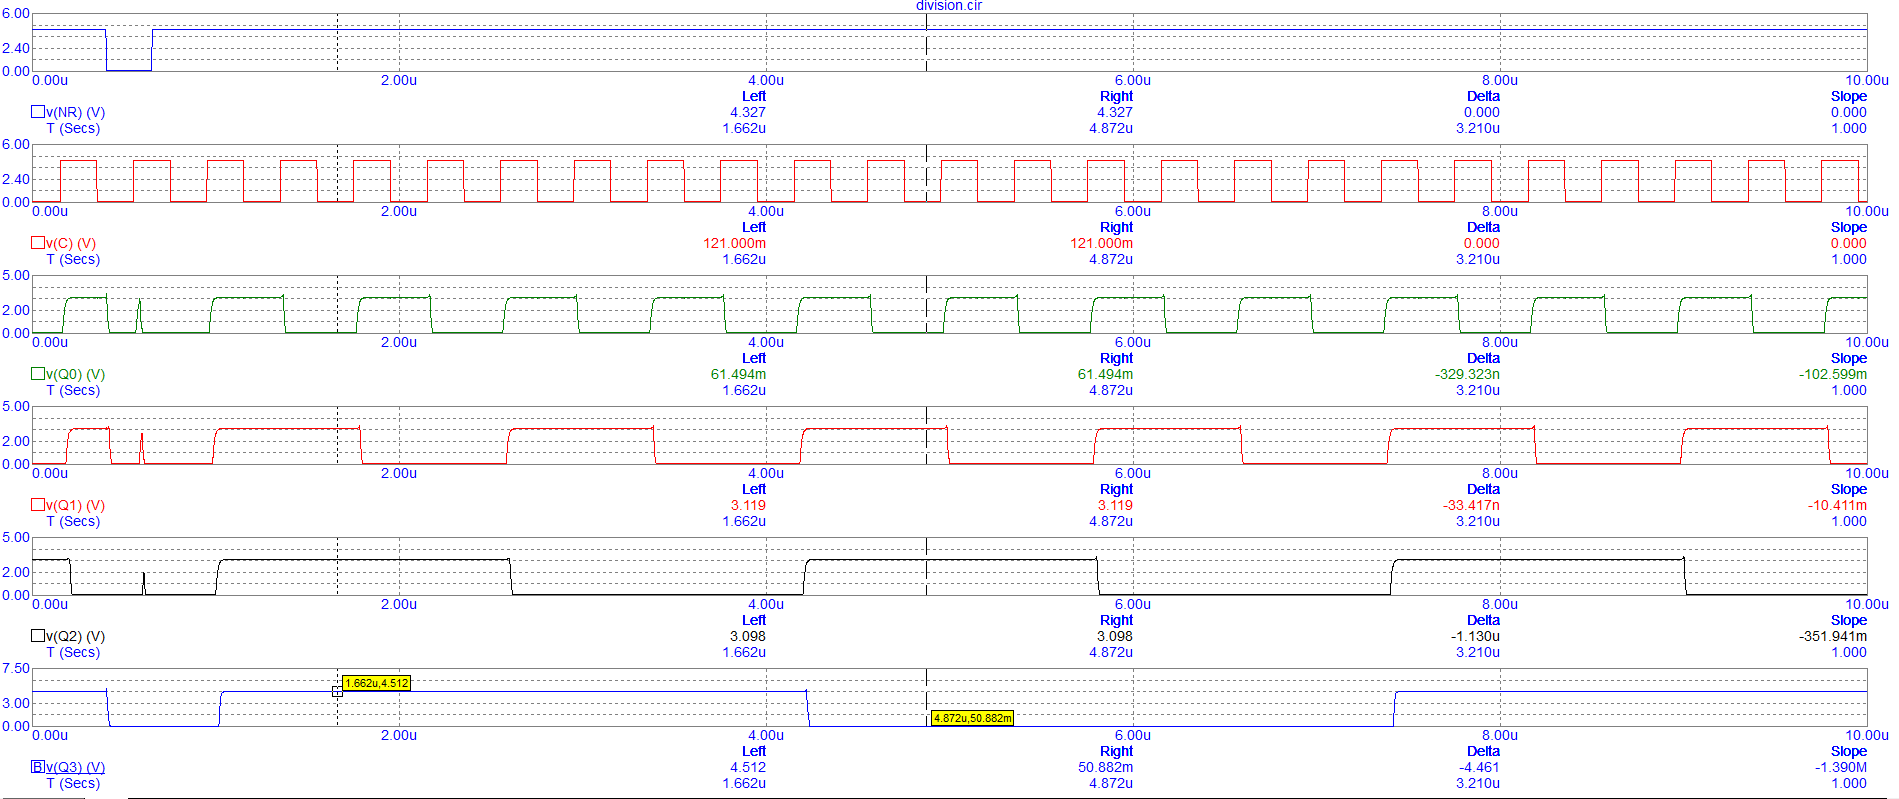 division.cir
6.00
2.40
0.00
0.00u 2.00u 4.00u 6.00u 8.00u 10.00u
Left Right Delta Slope
v(NR) (V) 4.327 4.327 0.000 0.000
T (Secs) 1.662u 4.872u 3.210u 1.000
6.00
2.40
0.00
0.00u 2.00u 4.00u 6.00u 8.00u 10.00u
Left Right Delta Slope
v(C) (V) 121.000m 121.000m 0.000 0.000
T (Secs) 1.662u 4.872u 3.210u 1.000
5.00
2.00
0.00
0.00u 2.00u 4.00u 6.00u 8.00u 10.00u
Left Right Delta Slope
v(Q0) (V) 61.494m 61.494m -329.323n -102.599m
T (Secs) 1.662u 4.872u 3.210u 1.000
5.00
2.00
0.00
0.00u 2.00u 4.00u 6.00u 8.00u 10.00u
Left Right Delta Slope
v(Q1) (V) 3.119 3.119 -33.417n -10.411m
T (Secs) 1.662u 4.872u 3.210u 1.000
5.00
2.00
0.00
0.00u 2.00u 4.00u 6.00u 8.00u 10.00u
Left Right Delta Slope
v(Q2) (V) 3.098 3.098 -1.130u -351.941m
T (Secs) 1.662u 4.872u 3.210u 1.000
7.50
1.662u,4.512
3.00
4.872u,50.882m
0.00
0.00u 2.00u 4.00u 6.00u 8.00u 10.00u
Left Right Delta Slope
B v(Q3) (V) 4.512 50.882m -4.461 -1.390M
T (Secs) 1.662u 4.872u 3.210u 1.000